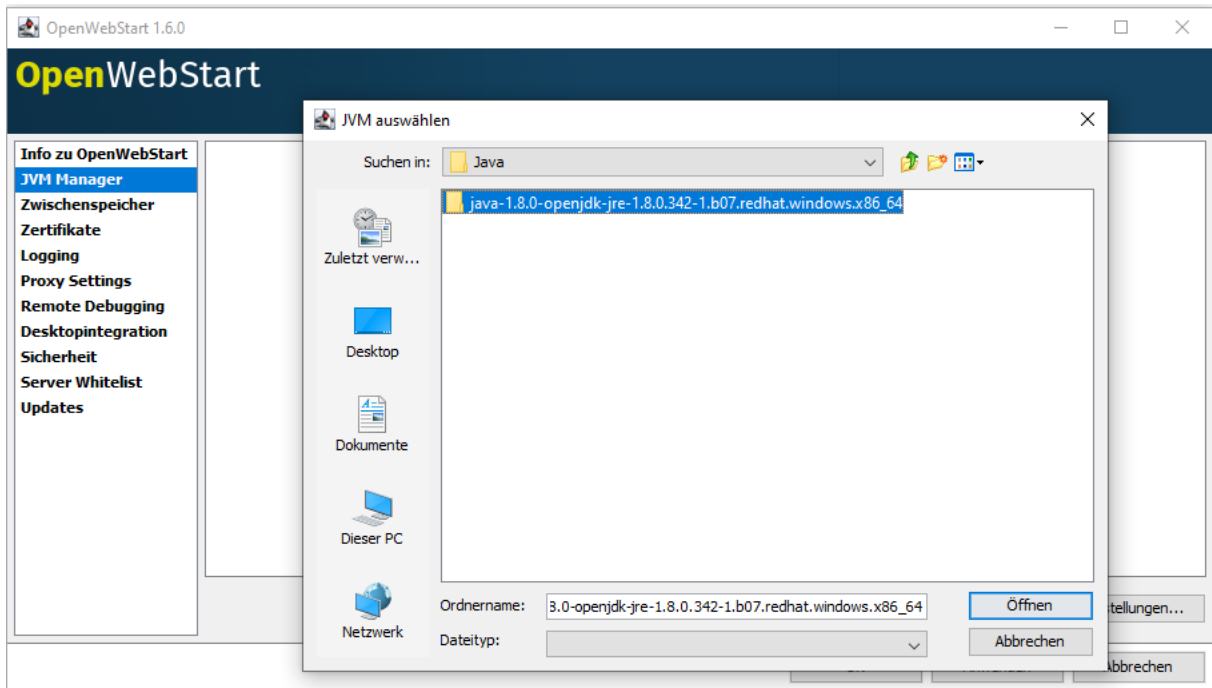 OpenWebStart 1.6.0
OpenWebStart
JVM auswählen
Info zu OpenWebStart
JVM Manager
Zwischenspeicher
Zertifikate
Logging
Proxy Settings
Remote Debugging
Desktopintegration
Sicherheit
Server Whitelist
Updates
Suchen in:
Java
Zuletzt verw...
Desktop
Dokumente
Dieser PC
Netzwerk
java-1.8.0-openjdk-jre-1.8.0.342-1.b07.redhat.windows.x86_64
Ordnername:
3.0-openjdk-jre-1.8.0.342-1.b07.redhat.windows.x86_64
Öffnen
Dateityp:
Abbrechen
tellungen...
Abbrechen